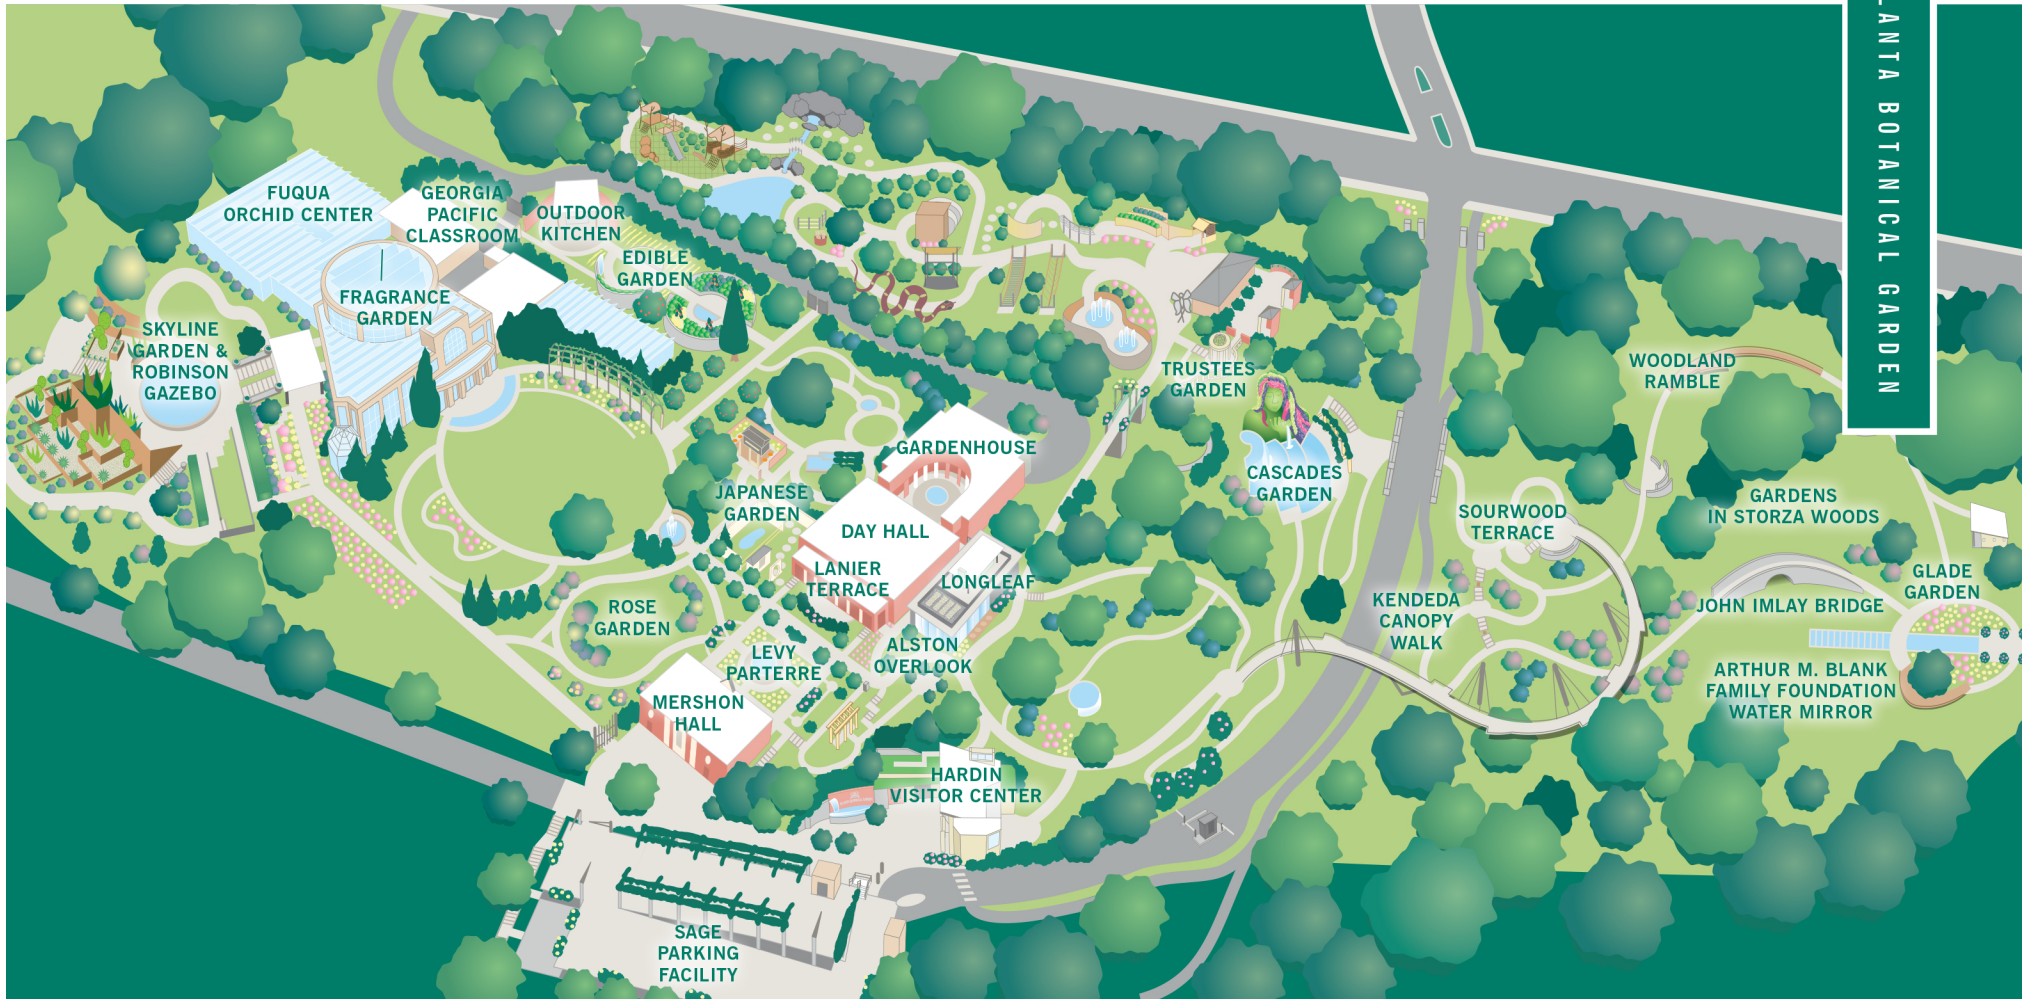 LANTA BOTANICAL GARDEN
FUQUA
ORCHID CENTER
GEORGIA
PACIFIC
CLASSROOM
OUTDOOR
KITCHEN
EDIBLE
GARDEN
FRAGRANCE
GARDEN
SKYLINE
GARDEN &
ROBINSON
GAZEBO
TRUSTEES
GARDEN
WOODLAND
RAMBLE
GARDENHOUSE
CASCADES
GARDEN
JAPANESE
GARDEN
DAY HALL
GARDENS
IN STORZA WOODS
SOURWOOD
TERRACE
LANIER
TERRACE
LONGLEAF
GLADE
GARDEN
ROSE
GARDEN
KENDEDA
CANOPY
WALK
JOHN IMLAY BRIDGE
LEVY
PARTERRE
ALSTON
OVERLOOK
ARTHUR M. BLANK
FAMILY FOUNDATION
WATER MIRROR
MERSHON
HALL
HARDIN
VISITOR CENTER
SAGE
PARKING
FACILITY